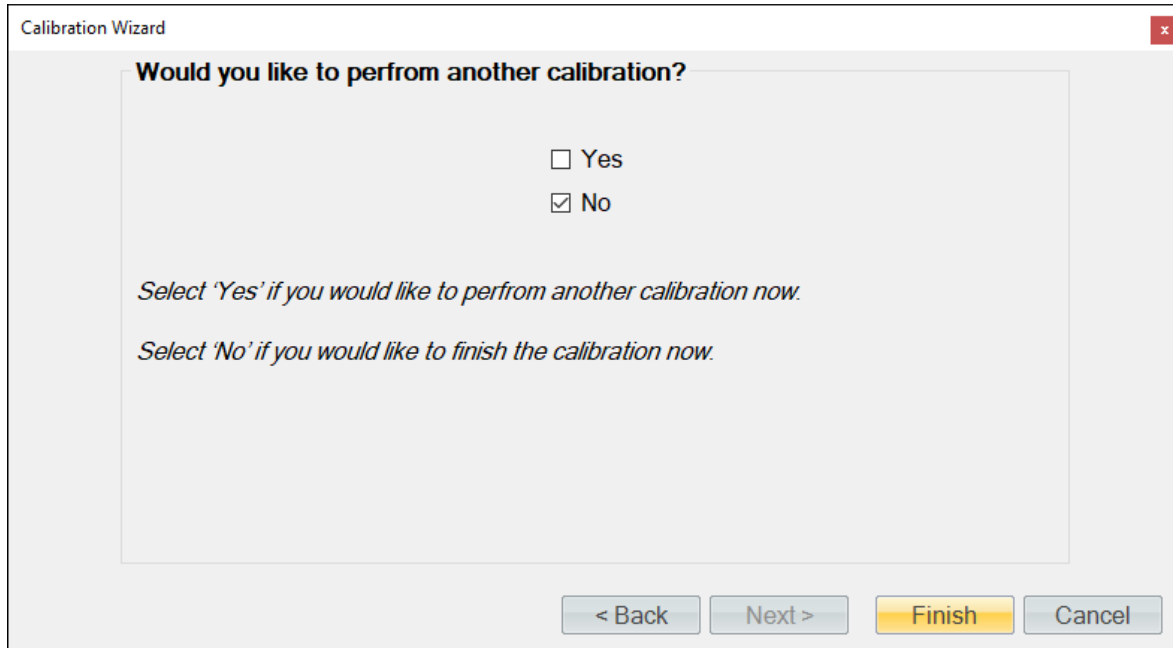 Calibration Wizard
x
Would you like to perfrom another calibration?
Yes
No
Select ‘Yes’ if you would like to perfrom another calibration now.
Select ‘No’ if you would like to finish the calibration now.
< Back Next > Finish Cancel